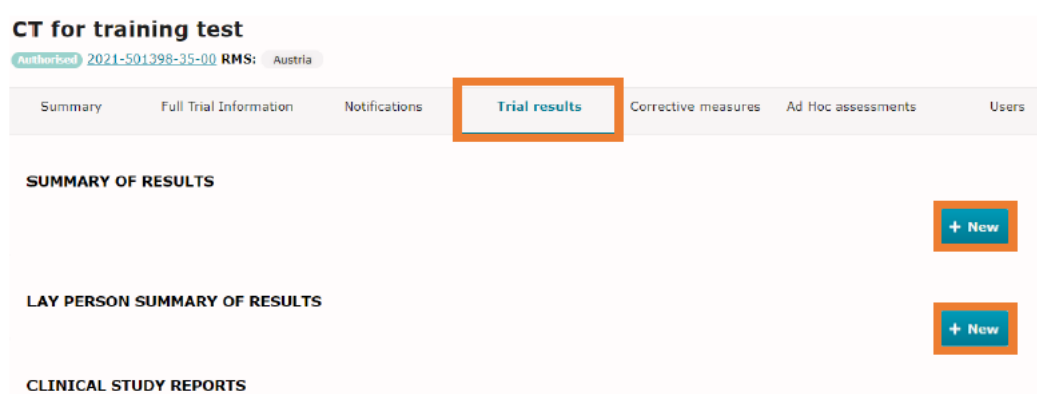 CT for training test
Authorised 2021-501398-35-00 RMS: Austria
Summary Full Trial Information Notifications Trial results Corrective measures Ad Hoc assessments Users
SUMMARY OF RESULTS
+ New
LAY PERSON SUMMARY OF RESULTS
+ New
CLINICAL STUDY REPORTS